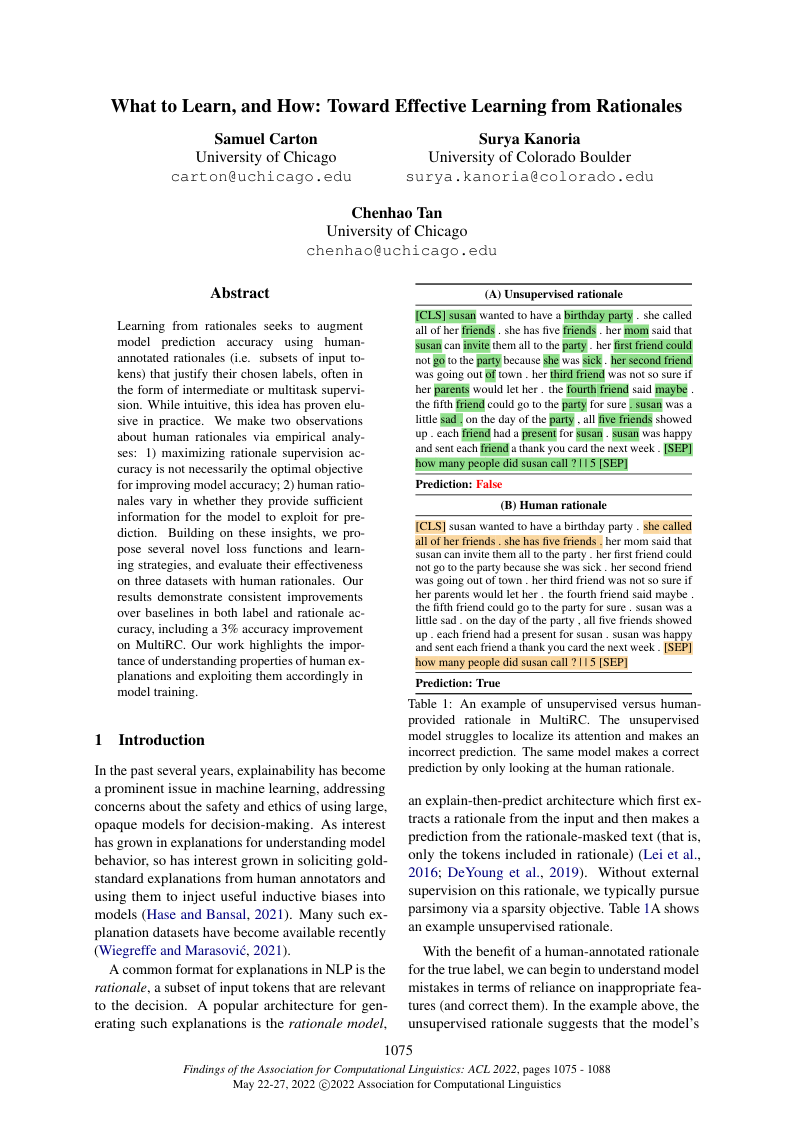 What to Learn, and How: Toward Effective Learning from Rationales
Samuel Carton
University of Chicago
carton@uchicago.edu
Surya Kanoria
University of Colorado Boulder
surya.kanoria@colorado.edu
Chenhao Tan
University of Chicago
chenhao@uchicago.edu
Abstract
Learning from rationales seeks to augment
model prediction accuracy using human-
annotated rationales (i.e. subsets of input to-
kens) that justify their chosen labels, often in
the form of intermediate or multitask supervi-
sion. While intuitive, this idea has proven elu-
sive in practice. We make two observations
about human rationales via empirical analy-
ses: 1) maximizing rationale supervision ac-
curacy is not necessarily the optimal objective
for improving model accuracy; 2) human ratio-
nales vary in whether they provide sufficient
information for the model to exploit for pre-
diction. Building on these insights, we pro-
pose several novel loss functions and learn-
ing strategies, and evaluate their effectiveness
on three datasets with human rationales. Our
results demonstrate consistent improvements
over baselines in both label and rationale ac-
curacy, including a 3% accuracy improvement
on MultiRC. Our work highlights the impor-
tance of understanding properties of human ex-
planations and exploiting them accordingly in
model training.
1 Introduction
In the past several years, explainability has become
a prominent issue in machine learning, addressing
concerns about the safety and ethics of using large,
opaque models for decision-making. As interest
has grown in explanations for understanding model
behavior, so has interest grown in soliciting gold-
standard explanations from human annotators and
using them to inject useful inductive biases into
models (Hase and Bansal, 2021). Many such ex-
planation datasets have become available recently
(Wiegreffe and Marasović, 2021).
A common format for explanations in NLP is the
rationale, a subset of input tokens that are relevant
to the decision. A popular architecture for gen-
erating such explanations is the rationale model,
(A) Unsupervised rationale
[CLS] susan wanted to have a birthday party . she called
all of her friends . she has five friends . her mom said that
susan can invite them all to the party . her first friend could
not go to the party because she was sick . her second friend
was going out of town . her third friend was not so sure if
her parents would let her . the fourth friend said maybe .
the fifth friend could go to the party for sure . susan was a
little sad . on the day of the party , all five friends showed
up . each friend had a present for susan . susan was happy
and sent each friend a thank you card the next week . [SEP]
how many people did susan call ? | | 5 [SEP]
Prediction: False
(B) Human rationale
[CLS] susan wanted to have a birthday party . she called
all of her friends . she has five friends . her mom said that
susan can invite them all to the party . her first friend could
not go to the party because she was sick . her second friend
was going out of town . her third friend was not so sure if
her parents would let her . the fourth friend said maybe .
the fifth friend could go to the party for sure . susan was a
little sad . on the day of the party , all five friends showed
up . each friend had a present for susan . susan was happy
and sent each friend a thank you card the next week . [SEP]
how many people did susan call ? | | 5 [SEP]
Prediction: True
Table 1: An example of unsupervised versus human-
provided rationale in MultiRC. The unsupervised
model struggles to localize its attention and makes an
incorrect prediction. The same model makes a correct
prediction by only looking at the human rationale.
an explain-then-predict architecture which first ex-
tracts a rationale from the input and then makes a
prediction from the rationale-masked text (that is,
only the tokens included in rationale) (Lei et al.,
2016; DeYoung et al., 2019). Without external
supervision on this rationale, we typically pursue
parsimony via a sparsity objective. Table 1A shows
an example unsupervised rationale.
With the benefit of a human-annotated rationale
for the true label, we can begin to understand model
mistakes in terms of reliance on inappropriate fea-
tures (and correct them). In the example above, the
unsupervised rationale suggests that the model's
1075
Findings of the Association for Computational Linguistics: ACL 2022, pages 1075 - 1088
May 22-27, 2022 ©2022 Association for Computational Linguistics